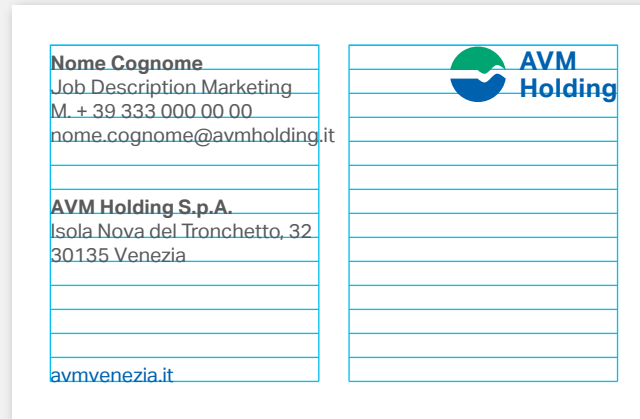 Nome Cognome
Job Description Marketing
M. + 39 333 000 00 00
nome.cognome@avmholding.it
AVM Holding S.p.A.
Isola Nova del Tronchetto, 32
30135 Venezia
avmvenezia.it
AVM
Holding